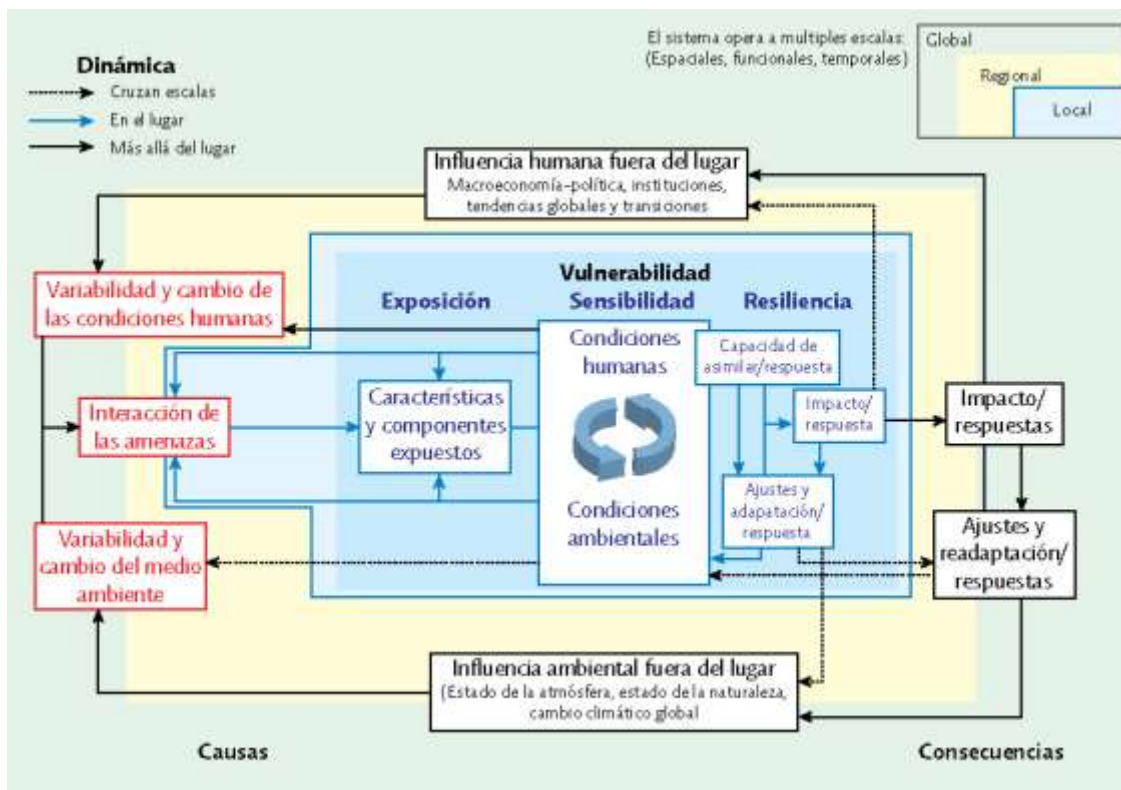 El sistema opera a multiples escalas:
(Espaciales, funcionales, temporales)
Global
Regional
Local
Dinámica
Cruzan escalas
En el lugar
Más allá del lugar
Influencia humana fuera del lugar
Macroeconomía-política, instituciones,
tendencias globales y transiciones
Variabilidad y cambio de
las condiciones humanas
Interacción de
las amenazas
Variabilidad y
cambio del medio
ambiente
Vulnerabilidad
Exposición
Sensibilidad
Resiliencia
Características
y componentes
expuestos
Condiciones
humanas
Condiciones
ambientales
Capacidad de
asimilar/respuesta
Impacto/
respuesta
Ajustes y
adapatación/
respuesta
Impacto/
respuestas
Ajustes y
readaptación/
respuestas
Influencia ambiental fuera del lugar
(Estado de la atmósfera, estado de la naturaleza,
cambio climático global
Causas
Consecuencias